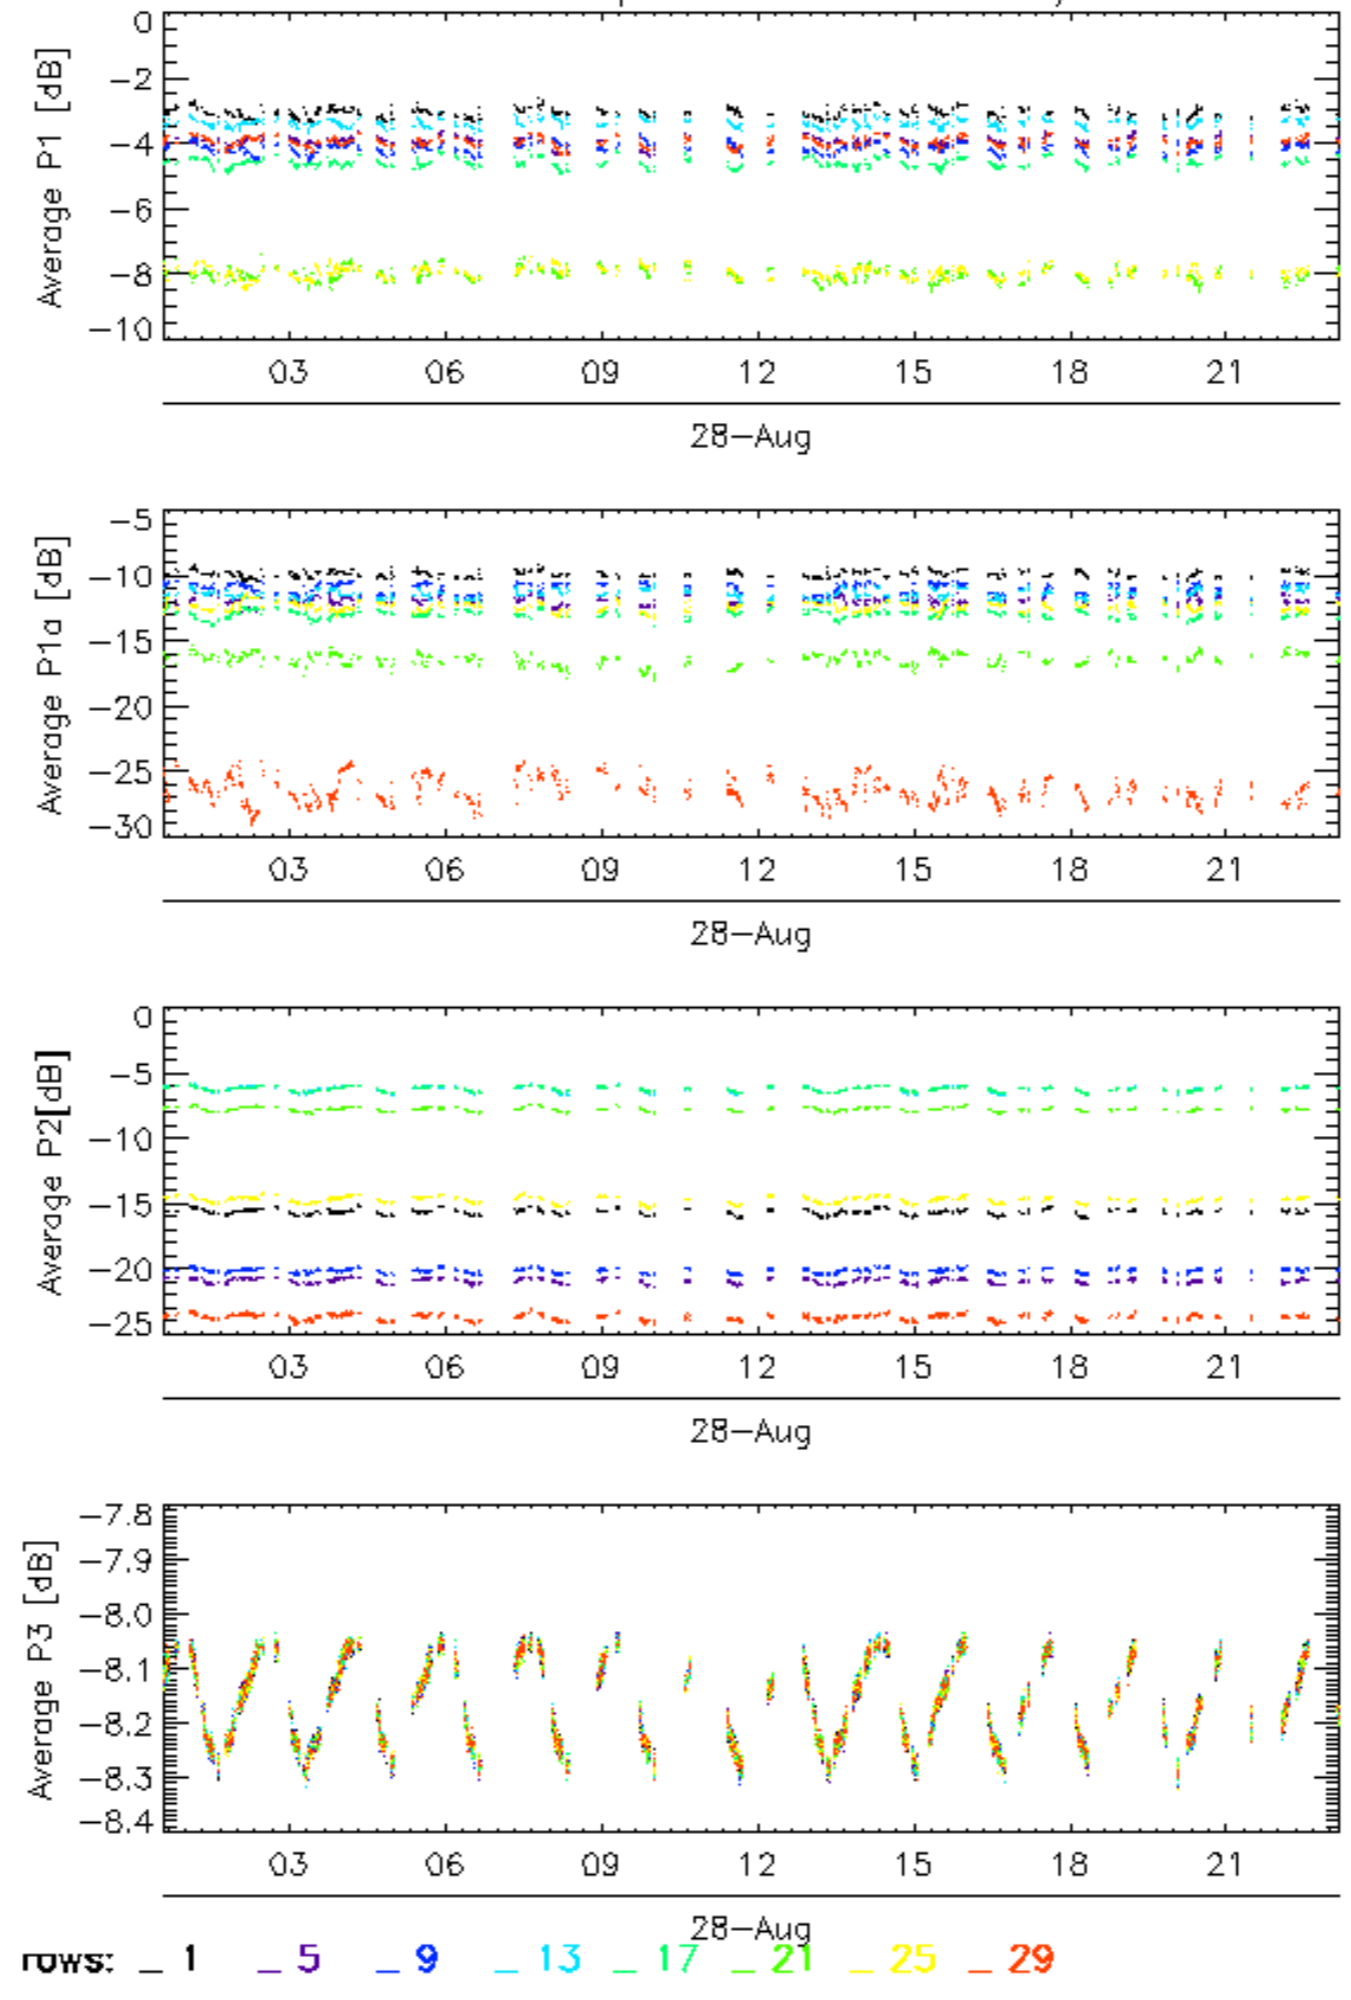 0
−2
−4
−6
−8
−10
Average P1 [dB]
03 06 09 12 15 18 21
28−Aug
−5
−10
−15
−20
−25
−30
Average P1a [dB]
03 06 09 12 15 18 21
28−Aug
0
−5
−10
−15
−20
−25
Average P2[dB]
03 06 09 12 15 18 21
28−Aug
−7.8
−7.9
−8.0
−8.1
−8.2
−8.3
−8.4
Average P3 [dB]
03 06 09 12 15 18 21
28−Aug
rows: _ 1 _ 5 _ 9 _ 13 _ 17 _ 21 _ 25 _ 29